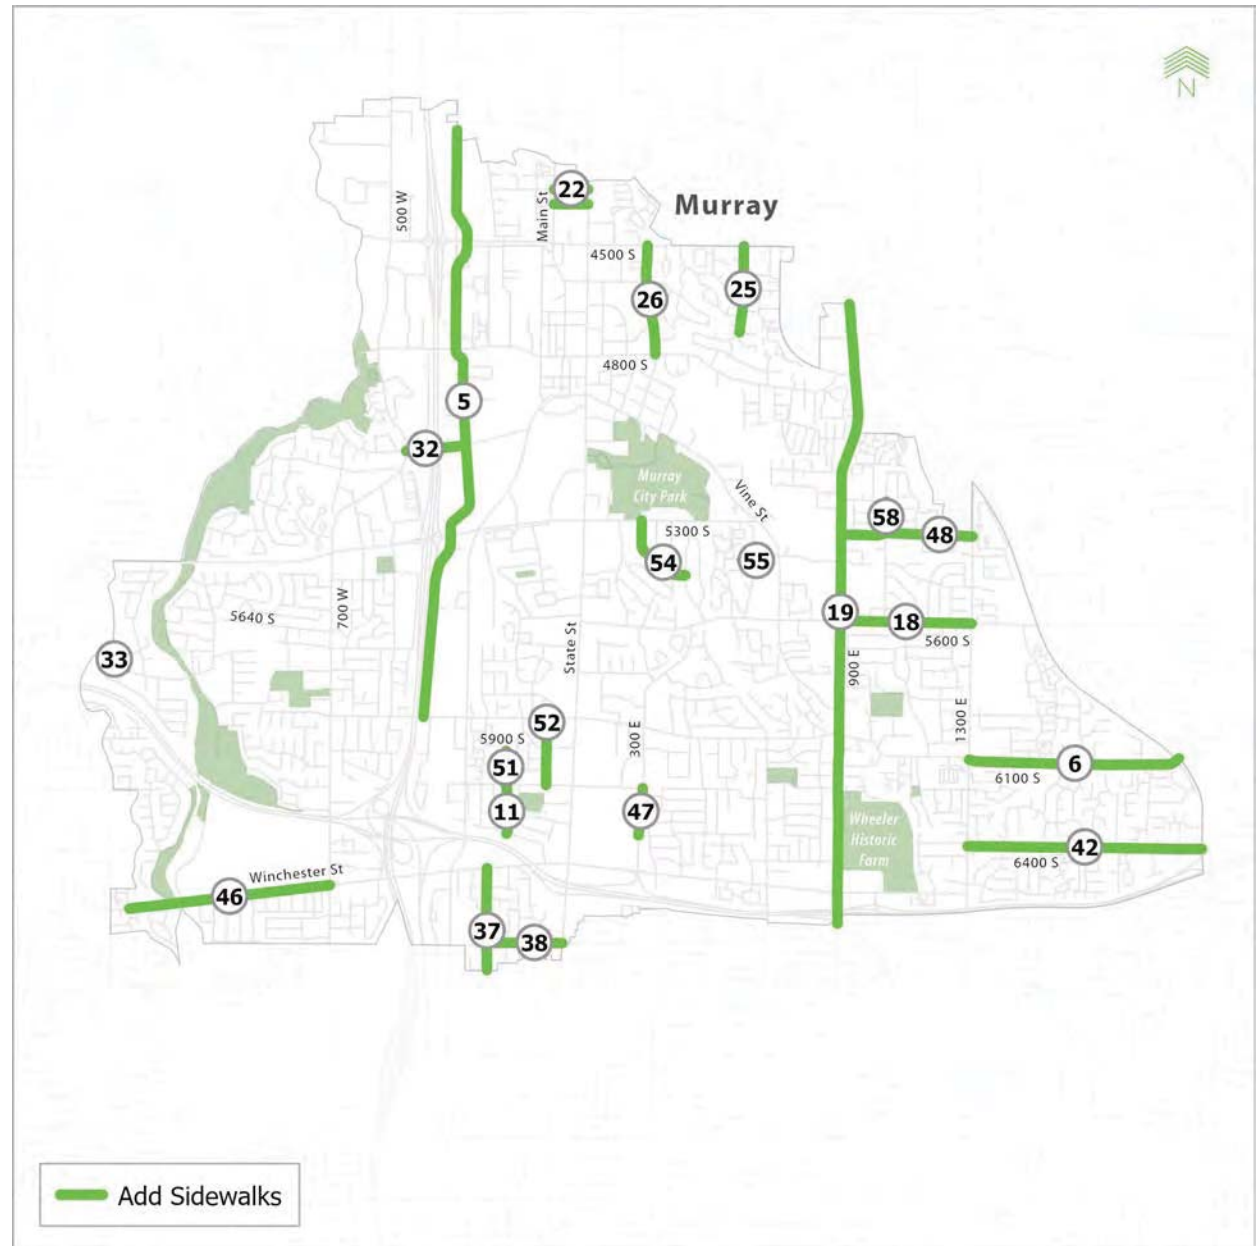 N
22
Murray
500 W
Main St
4500 S
26
25
4800 S
5
32
Murray
City Park
Vine St
58
48
5300 S
54
55
5640 S
700 W
19
18
5600 S
33
State St
900 E
52
300 E
1300 E
5900 S
51
6100 S
6
11
47
Wheeler
Historic
Farm
42
6400 S
Winchester St
46
37
38
Add Sidewalks